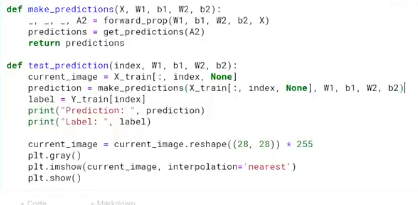 def make_predictions(X, W1, b1, W2, b2):
    _, _, _, A2 = forward_prop(W1, b1, W2, b2, X)
    predictions = get_predictions(A2)
    return predictions

def test_prediction(index, W1, b1, W2, b2):
    current_image = X_train[:, index, None]
    prediction = make_predictions(X_train[:, index, None], W1, b1, W2, b2)
    label = Y_train[index]
    print("Prediction: ", prediction)
    print("Label: ", label)

    current_image = current_image.reshape((28, 28)) * 255
    plt.gray()
    plt.imshow(current_image, interpolation='nearest')
    plt.show()
+ Code + Markdown